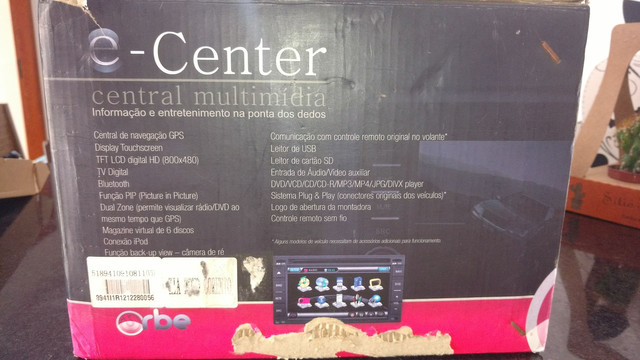 e-Center
central multimídia
Informação e entretenimento na ponta dos dedos
Central de navegação GPS
Display Touchscreen
TFT LCD digital HD (800x480)
TV Digital
Bluetooth
Função PIP (Picture in Picture)
Dual Zone (permite visualizar rádio/DVD ao
mesmo tempo que GPS)
Magazine virtual de 6 discos
Conexão iPod
Função back-up view – câmera de ré
Comunicação com controle remoto original no volante*
Leitor de USB
Leitor de cartão SD
Entrada de Áudio/Vídeo auxiliar
DVD/VCD/CD/CD-R/MP3/MP4/JPG/DIVX player
Sistema Plug & Play (conectores originais dos veículos)*
Logo de abertura da montadora
Controle remoto sem fio
*Alguns modelos de veículo necessitam de acessórios adicionais para funcionamento
0941I1R1212280056
Orbe